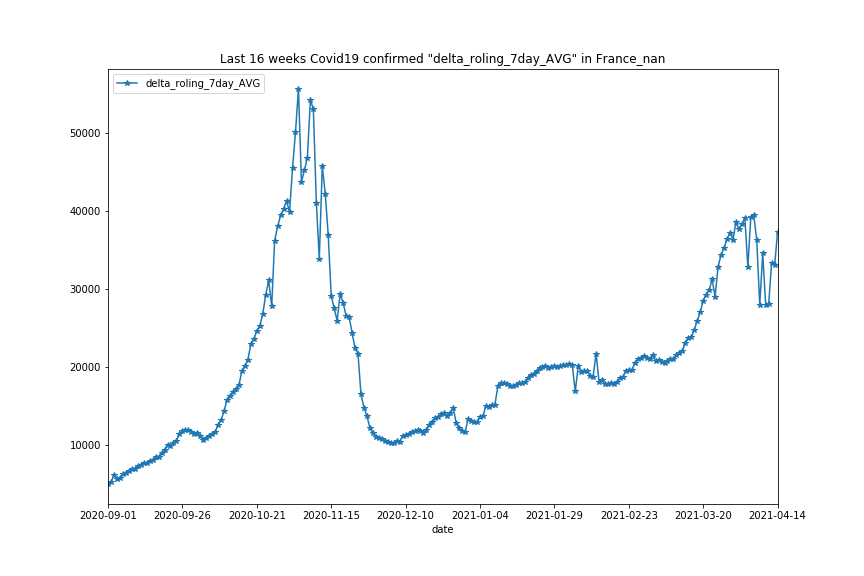 Last 16 weeks Covid19 confirmed "delta_roling_7day_AVG" in France_nan
delta_roling_7day_AVG
50000
40000
30000
20000
10000
2020-09-01 2020-09-26 2020-10-21 2020-11-15 2020-12-10 2021-01-04 2021-01-29 2021-02-23 2021-03-20 2021-04-14
date